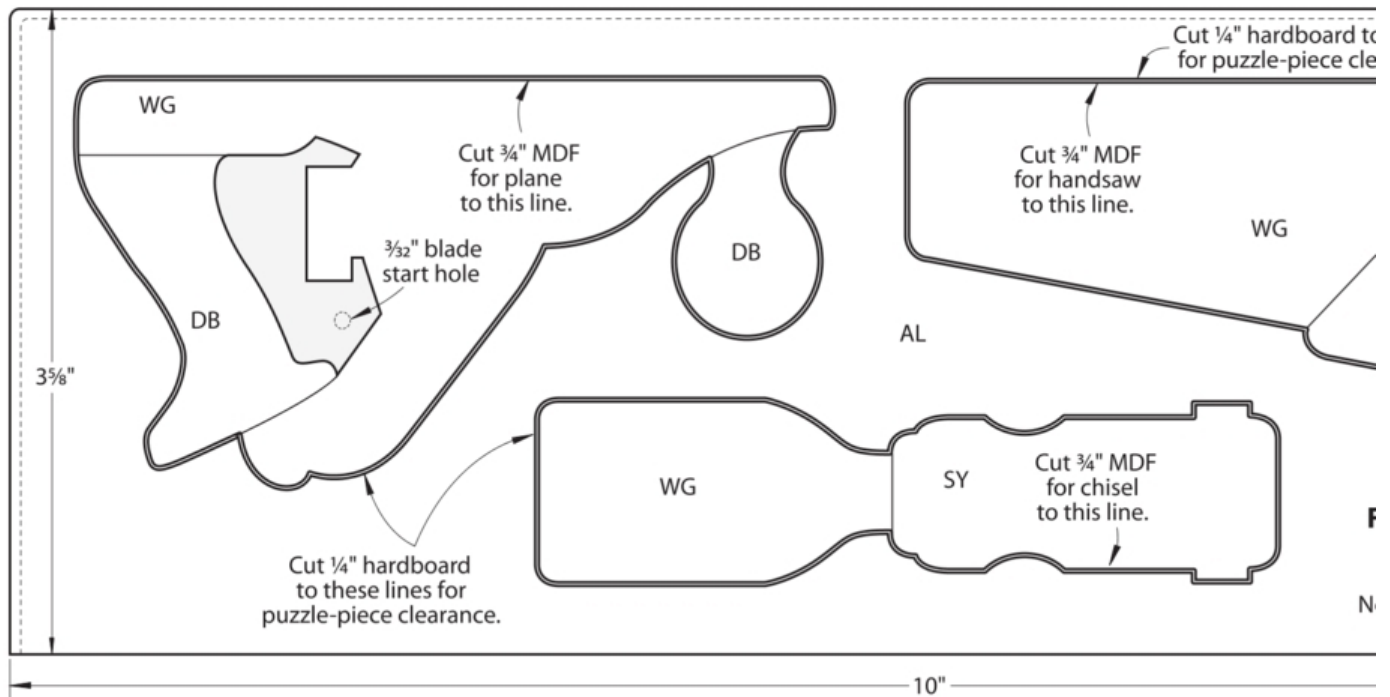 Cut ¼" hardboard
for puzzle-piece
WG
Cut ¾" MDF
for plane
to this line.
Cut ¾" MDF
for handsaw
to this line.
WG
³⁄₃₂" blade
start hole
DB
DB
AL
3⅝"
WG
SY
Cut ¾" MDF
for chisel
to this line.
Cut ¼" hardboard
to these lines for
puzzle-piece clearance.
10"